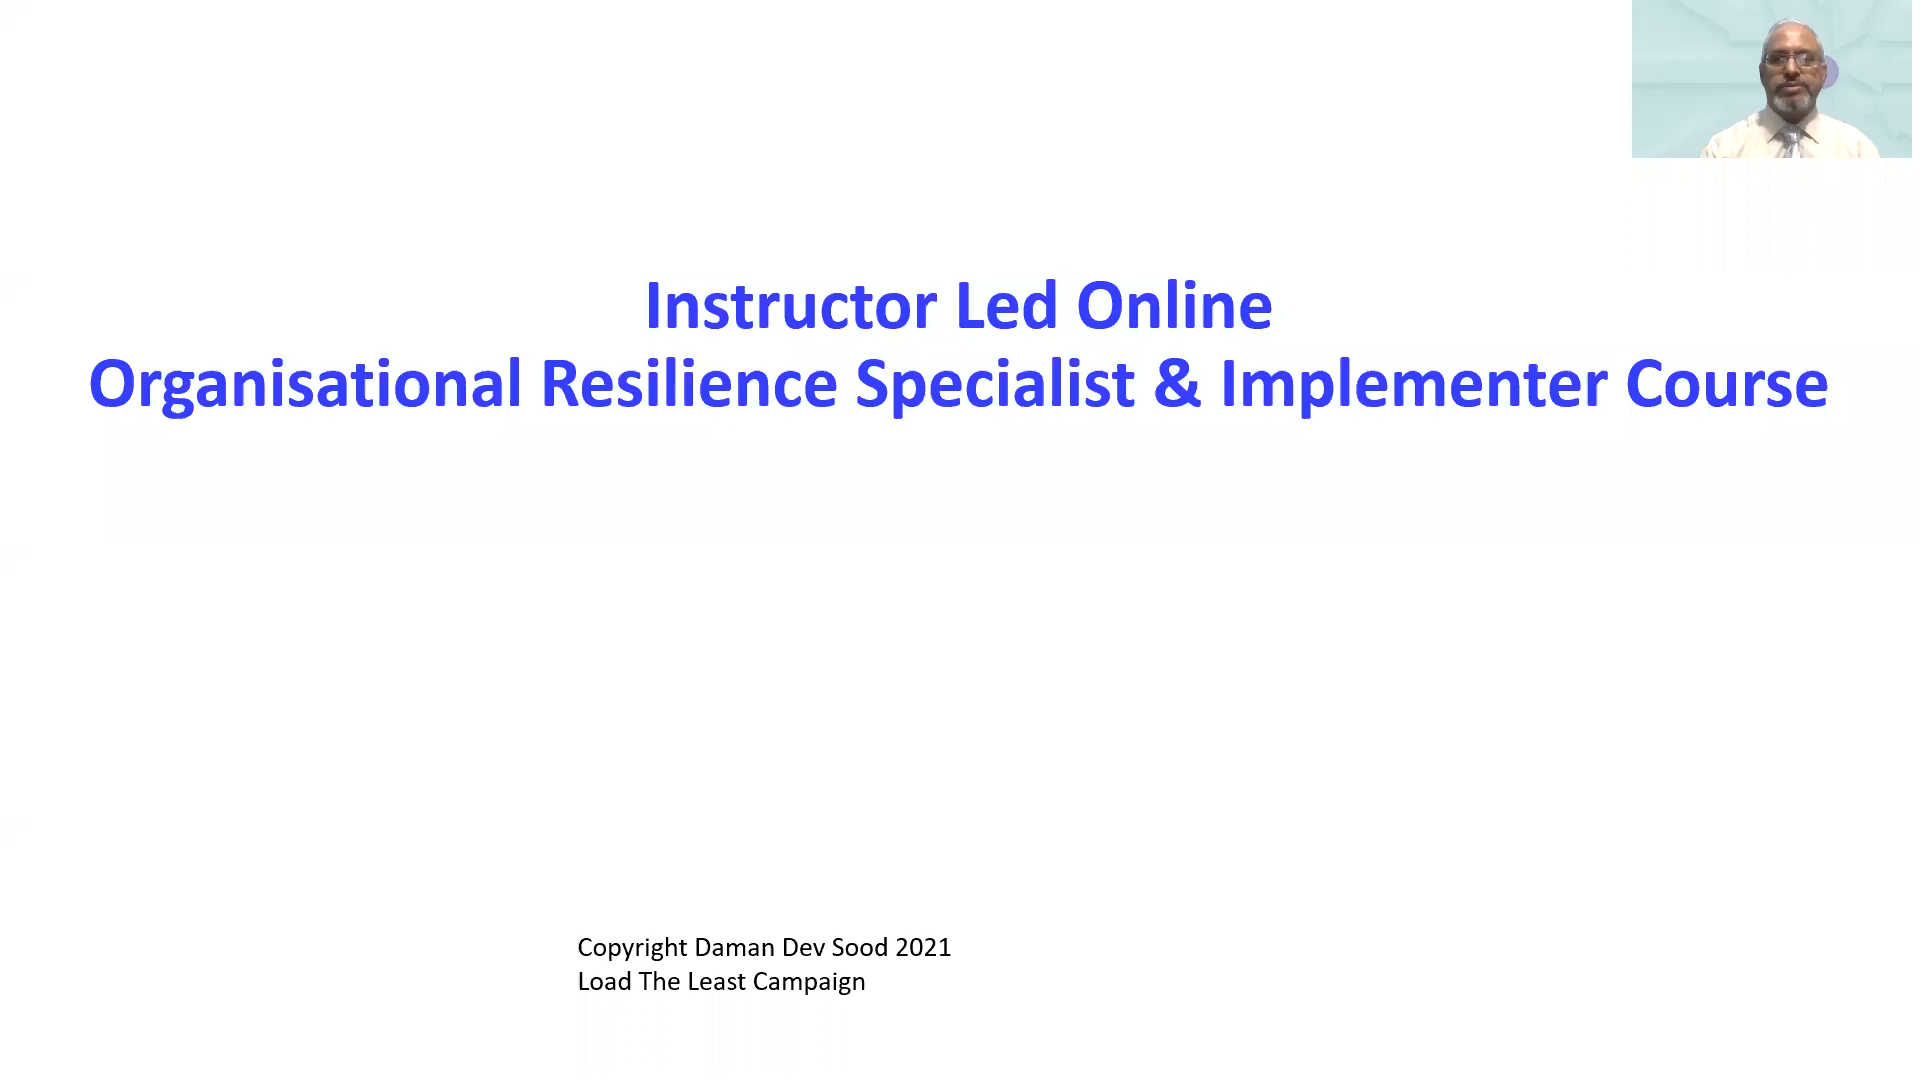 Instructor Led Online
Organisational Resilience Specialist & Implementer Course
Copyright Daman Dev Sood 2021
Load The Least Campaign